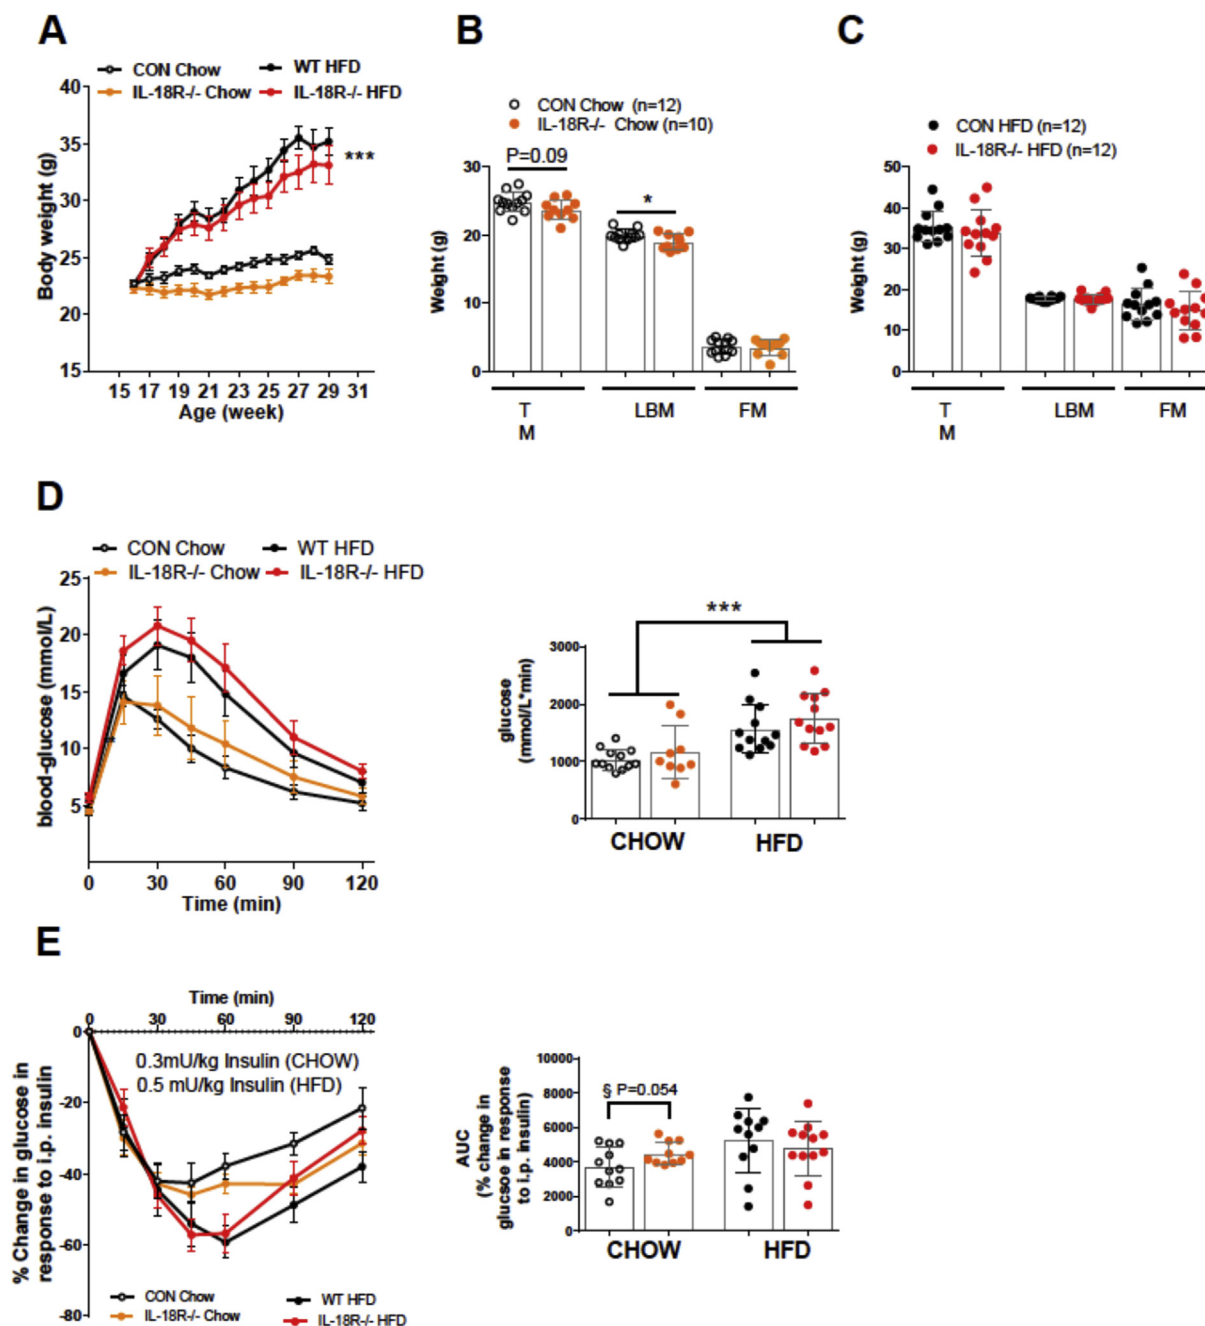 A
CON Chow WT HFD
IL-18R-/- Chow IL-18R-/- HFD
Body weight (g)
40
35
30
25
20
15
***
15 17 19 21 23 25 27 29 31
Age (week)
B
CON Chow (n=12)
IL-18R-/- Chow (n=10)
P=0.09
*
Weight (g)
30
20
10
0
T
M
LBM
FM
C
CON HFD (n=12)
IL-18R-/- HFD (n=12)
Weight (g)
50
40
30
20
10
0
T
M
LBM
FM
D
CON Chow WT HFD
IL-18R-/- Chow IL-18R-/- HFD
blood-glucose (mmol/L)
25
20
15
10
5
0 30 60 90 120
Time (min)
***
glucose
(mmol/L*min)
3000
2000
1000
0
CHOW HFD
E
Time (min)
0 30 60 90 120
0.3mU/kg Insulin (CHOW)
0.5 mU/kg Insulin (HFD)
% Change in glucose in
response to i.p. insulin
0
-20
-40
-60
-80
CON Chow WT HFD
IL-18R-/- Chow IL-18R-/- HFD
§ P=0.054
AUC
(% change in
glucsoe in response
to i.p. insulin)
10000
8000
6000
4000
2000
0
CHOW HFD